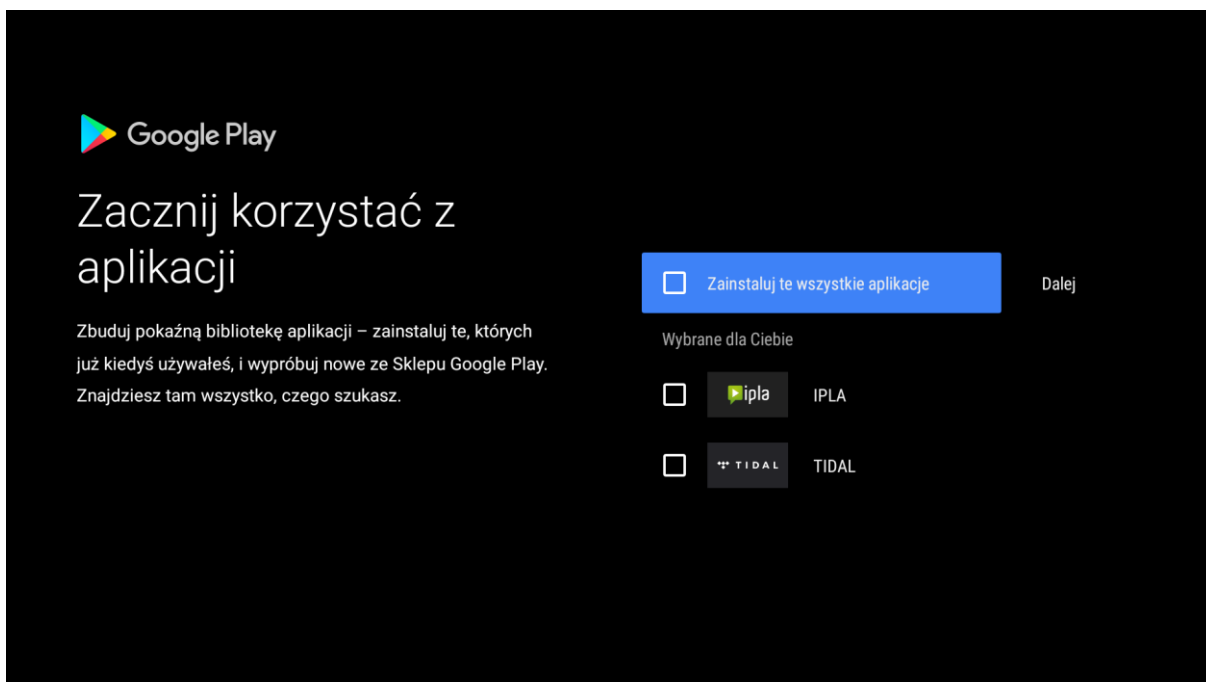 Google Play
Zacznij korzystać z
aplikacji
Zbuduj pokaźną bibliotekę aplikacji – zainstaluj te, których
już kiedyś używałeś, i wypróbuj nowe ze Sklepu Google Play.
Znajdziesz tam wszystko, czego szukasz.
Zainstaluj te wszystkie aplikacje
Dalej
Wybrane dla Ciebie
ipla IPLA
TIDAL TIDAL